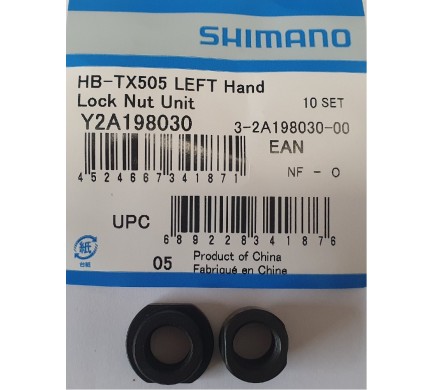 SHIMANO
HB-TX505 LEFT Hand
Lock Nut Unit
10 SET
Y2A198030
3-2A198030-00
EAN
4524667341871
NF - O
UPC
689228341876
紙
05
Product of China
Fabriqué en Chine